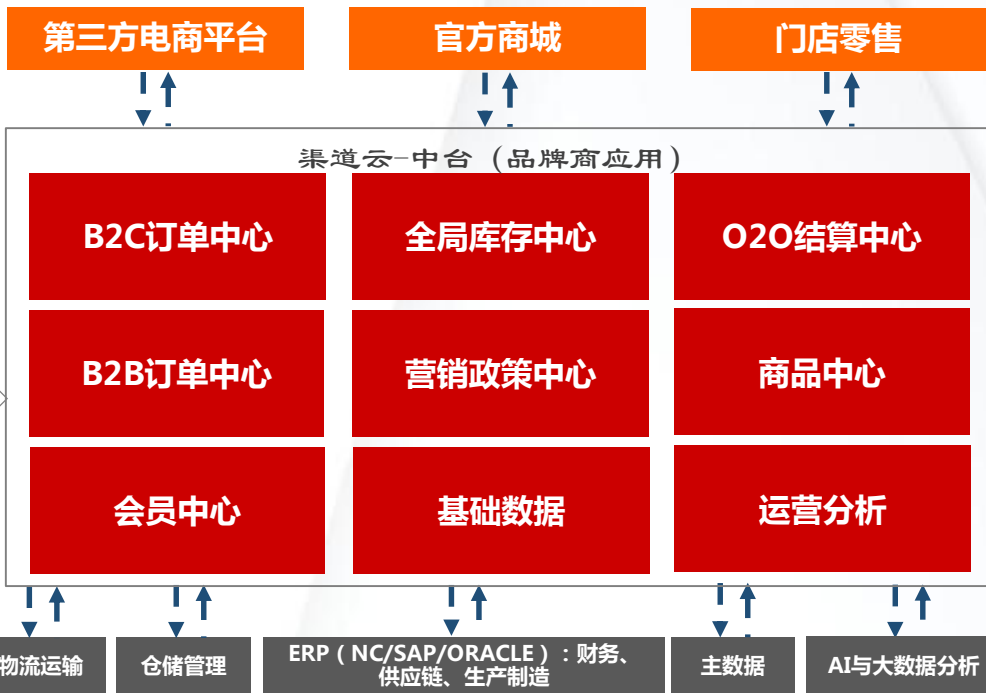 第三方电商平台
官方商城
门店零售
渠道云-中台（品牌商应用）
B2C订单中心
全局库存中心
O2O结算中心
B2B订单中心
营销政策中心
商品中心
会员中心
基础数据
运营分析
物流运输
仓储管理
ERP（NC/SAP/ORACLE）：财务、
供应链、生产制造
主数据
AI与大数据分析